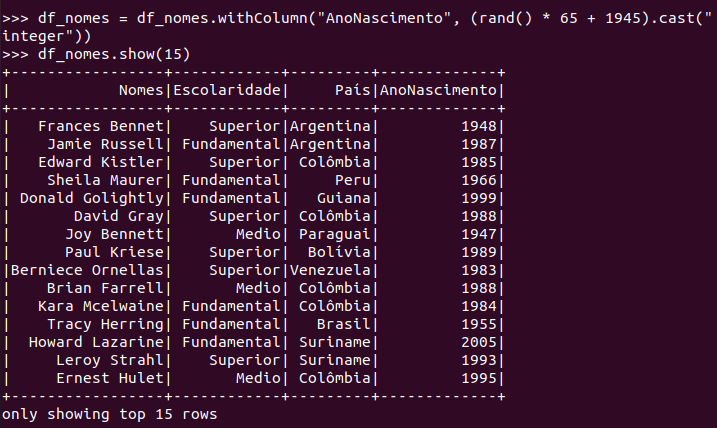 >>> df_nomes = df_nomes.withColumn("AnoNascimento", (rand() * 65 + 1945).cast("
integer"))
>>> df_nomes.show(15)
+-----------------+------------+---------+-------------+
|            Nomes|Escolaridade|     País|AnoNascimento|
+-----------------+------------+---------+-------------+
|   Frances Bennet|    Superior|Argentina|         1948|
|    Jamie Russell| Fundamental|Argentina|         1987|
|   Edward Kistler|    Superior| Colômbia|         1985|
|    Sheila Maurer| Fundamental|     Peru|         1966|
| Donald Golightly| Fundamental|   Guiana|         1999|
|       David Gray|    Superior| Colômbia|         1988|
|      Joy Bennett|       Medio| Paraguai|         1947|
|      Paul Kriese|    Superior|  Bolívia|         1989|
|Berniece Ornellas|    Superior|Venezuela|         1983|
|    Brian Farrell|       Medio| Colômbia|         1988|
|   Kara Mcelwaine| Fundamental| Colômbia|         1984|
|    Tracy Herring| Fundamental|   Brasil|         1955|
|  Howard Lazarine| Fundamental| Suriname|         2005|
|     Leroy Strahl|    Superior| Suriname|         1993|
|     Ernest Hulet|       Medio| Colômbia|         1995|
+-----------------+------------+---------+-------------+
only showing top 15 rows